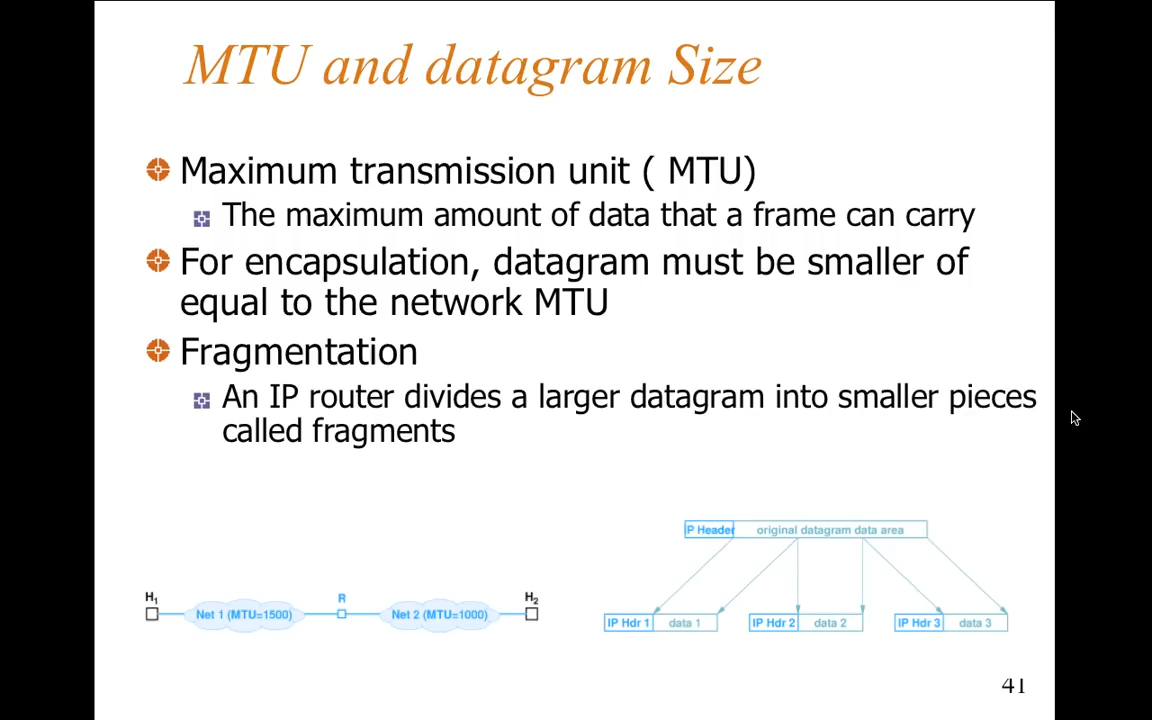 MTU and datagram Size
Maximum transmission unit ( MTU)
The maximum amount of data that a frame can carry
For encapsulation, datagram must be smaller of
equal to the network MTU
Fragmentation
An IP router divides a larger datagram into smaller pieces
called fragments
IP Header original datagram data area
H1 R H2
Net 1 (MTU=1500) Net 2 (MTU=1000)
IP Hdr 1 data 1 IP Hdr 2 data 2 IP Hdr 3 data 3
41